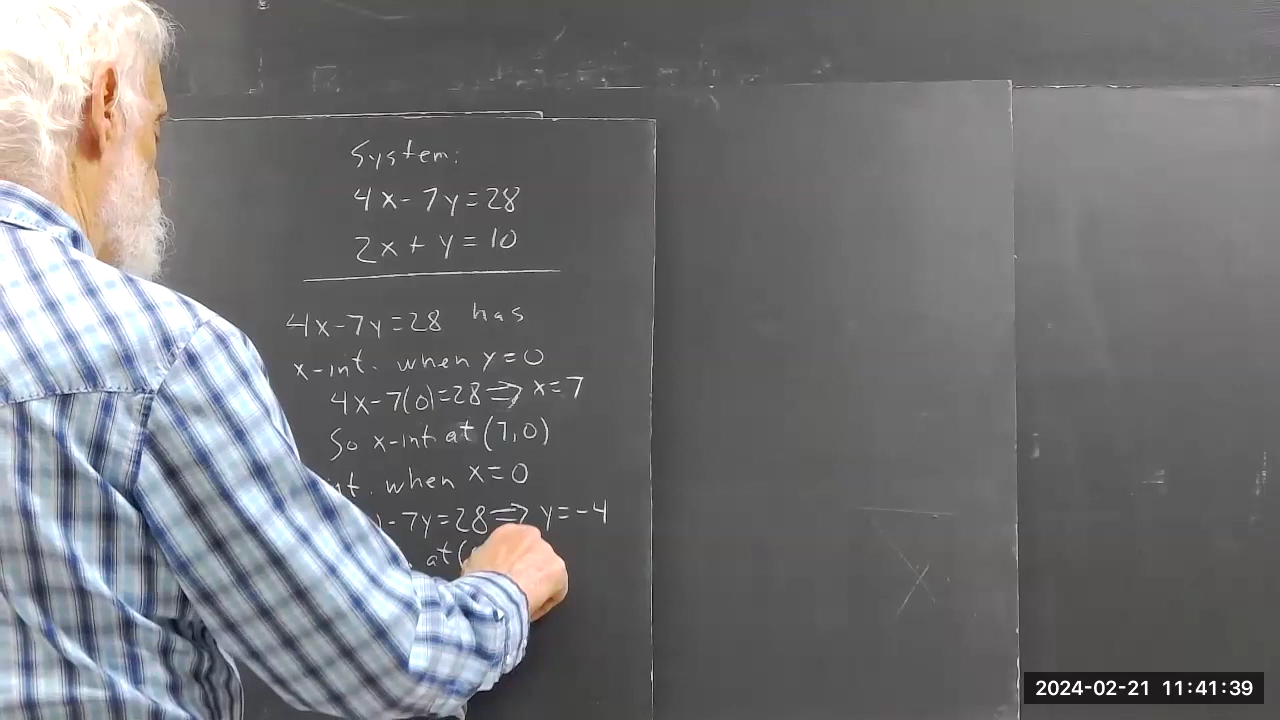 System:
4x - 7y = 28
2x + y = 10
4x - 7y = 28 has
x-int. when y = 0
4x - 7(0) = 28 ⟹ x = 7
So x-int. at (7,0)
int. when x = 0
) - 7y = 28 ⟹ y = -4
at (
2024-02-21 11:41:39